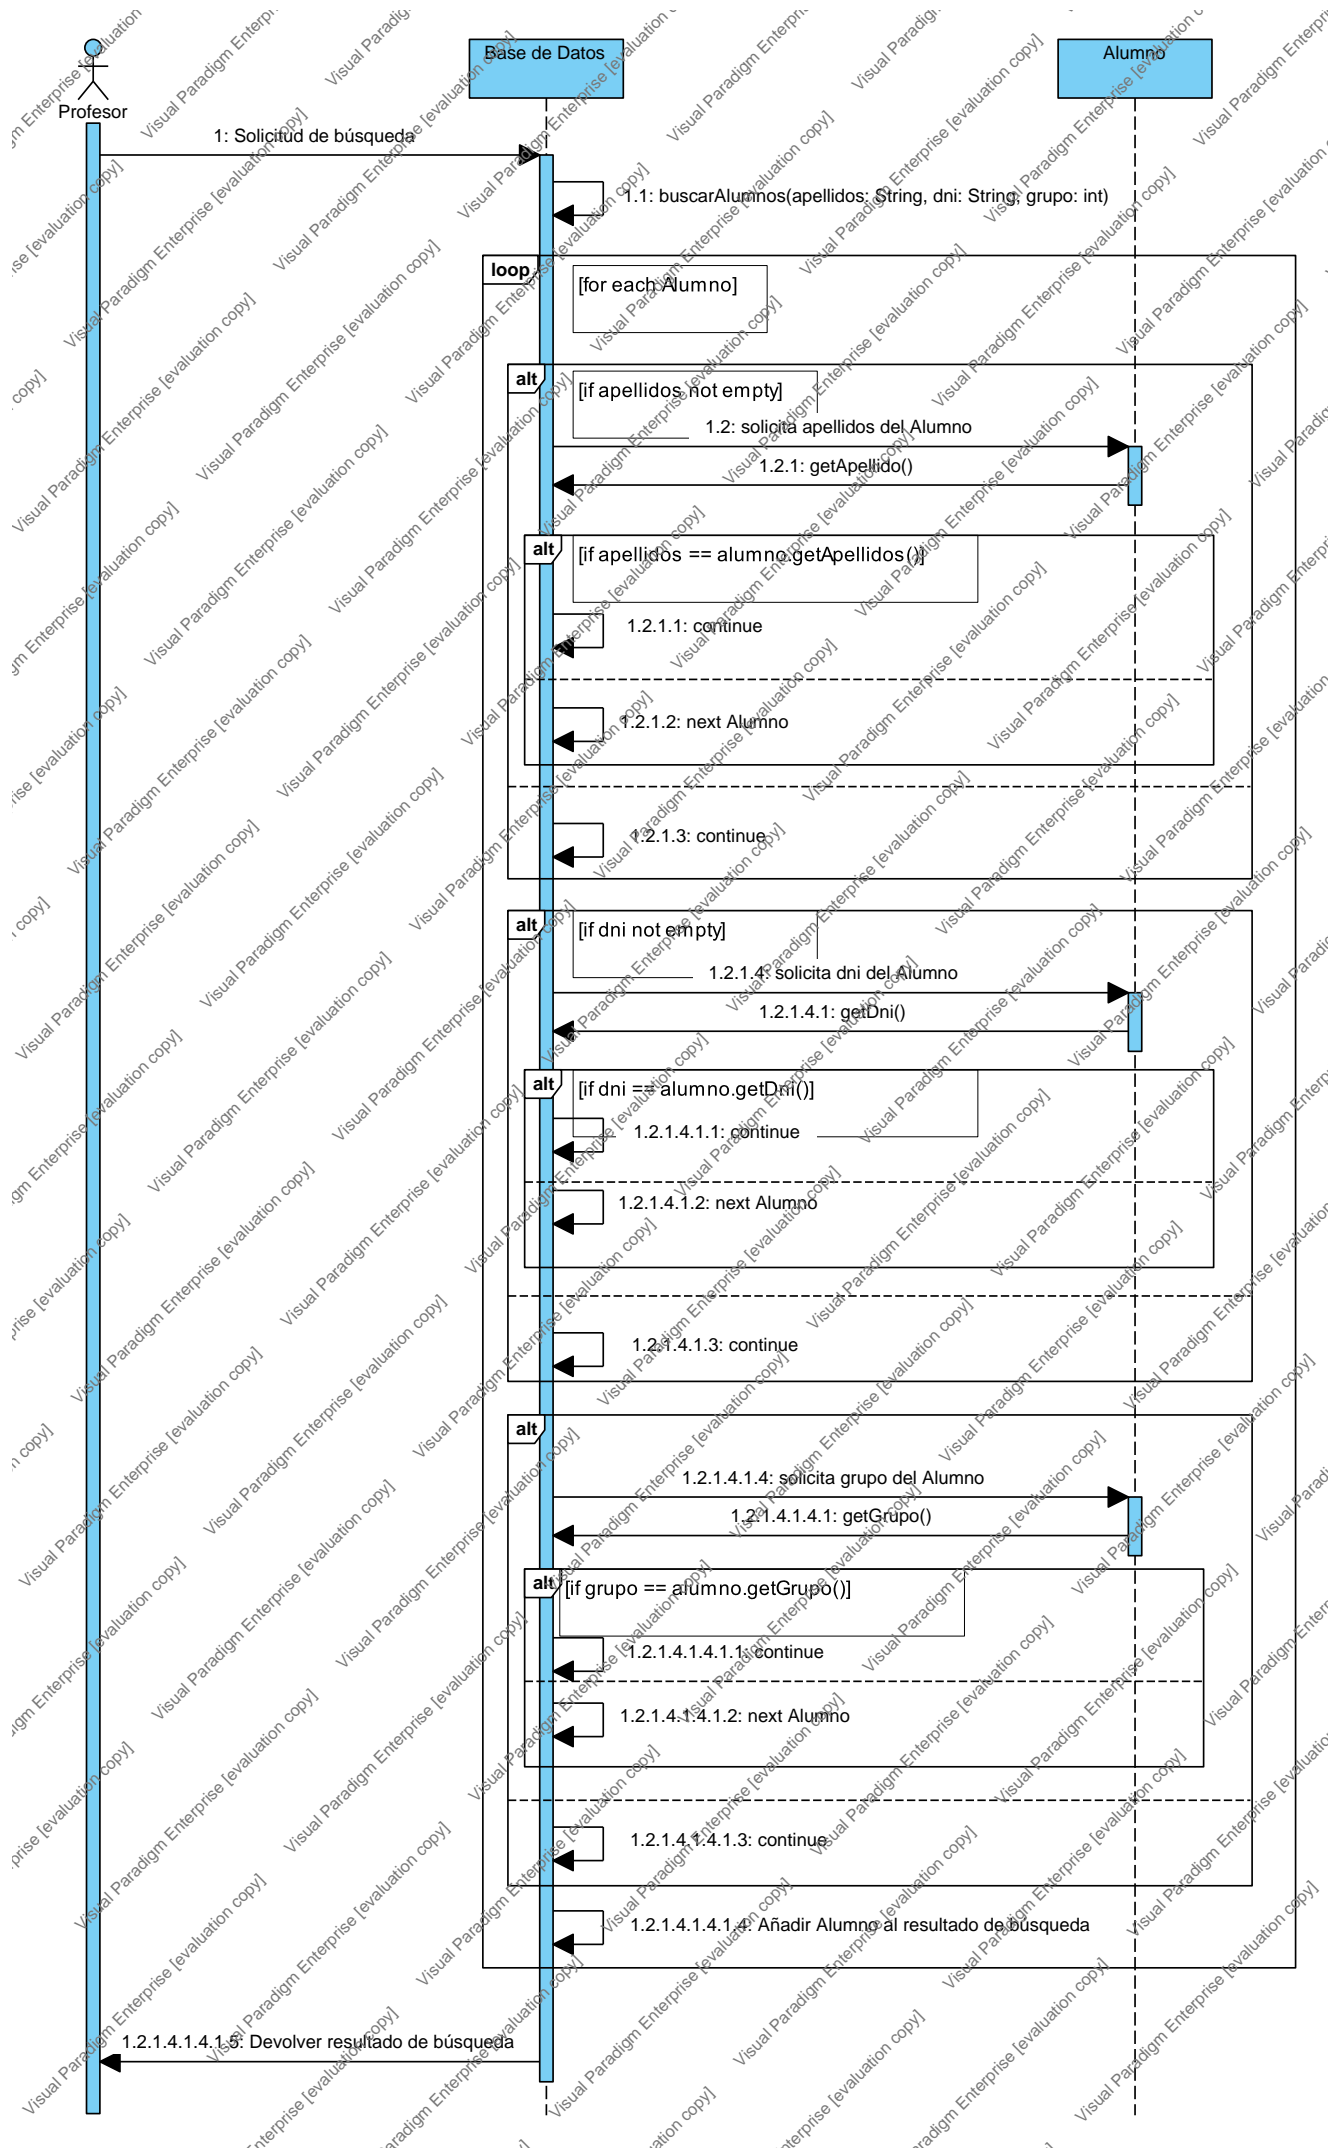 Profesor
Base de Datos
Alumno
1: Solicitud de búsqueda
1.1: buscarAlumnos(apellidos: String, dni: String, grupo: int)
loop
[for each Alumno]
alt
[if apellidos not empty]
1.2: solicita apellidos del Alumno
1.2.1: getApellido()
alt
[if apellidos == alumno.getApellidos()]
1.2.1.1: continue
1.2.1.2: next Alumno
1.2.1.3: continue
alt
[if dni not empty]
1.2.1.4: solicita dni del Alumno
1.2.1.4.1: getDni()
alt
[if dni == alumno.getDni()]
1.2.1.4.1.1: continue
1.2.1.4.1.2: next Alumno
1.2.1.4.1.3: continue
alt
1.2.1.4.1.4: solicita grupo del Alumno
1.2.1.4.1.4.1: getGrupo()
alt
[if grupo == alumno.getGrupo()]
1.2.1.4.1.4.1.1: continue
1.2.1.4.1.4.1.2: next Alumno
1.2.1.4.1.4.1.3: continue
1.2.1.4.1.4.1.4: Añadir Alumno al resultado de búsqueda
1.2.1.4.1.4.1.5: Devolver resultado de búsqueda
Visual Paradigm Enterprise [evaluation copy]